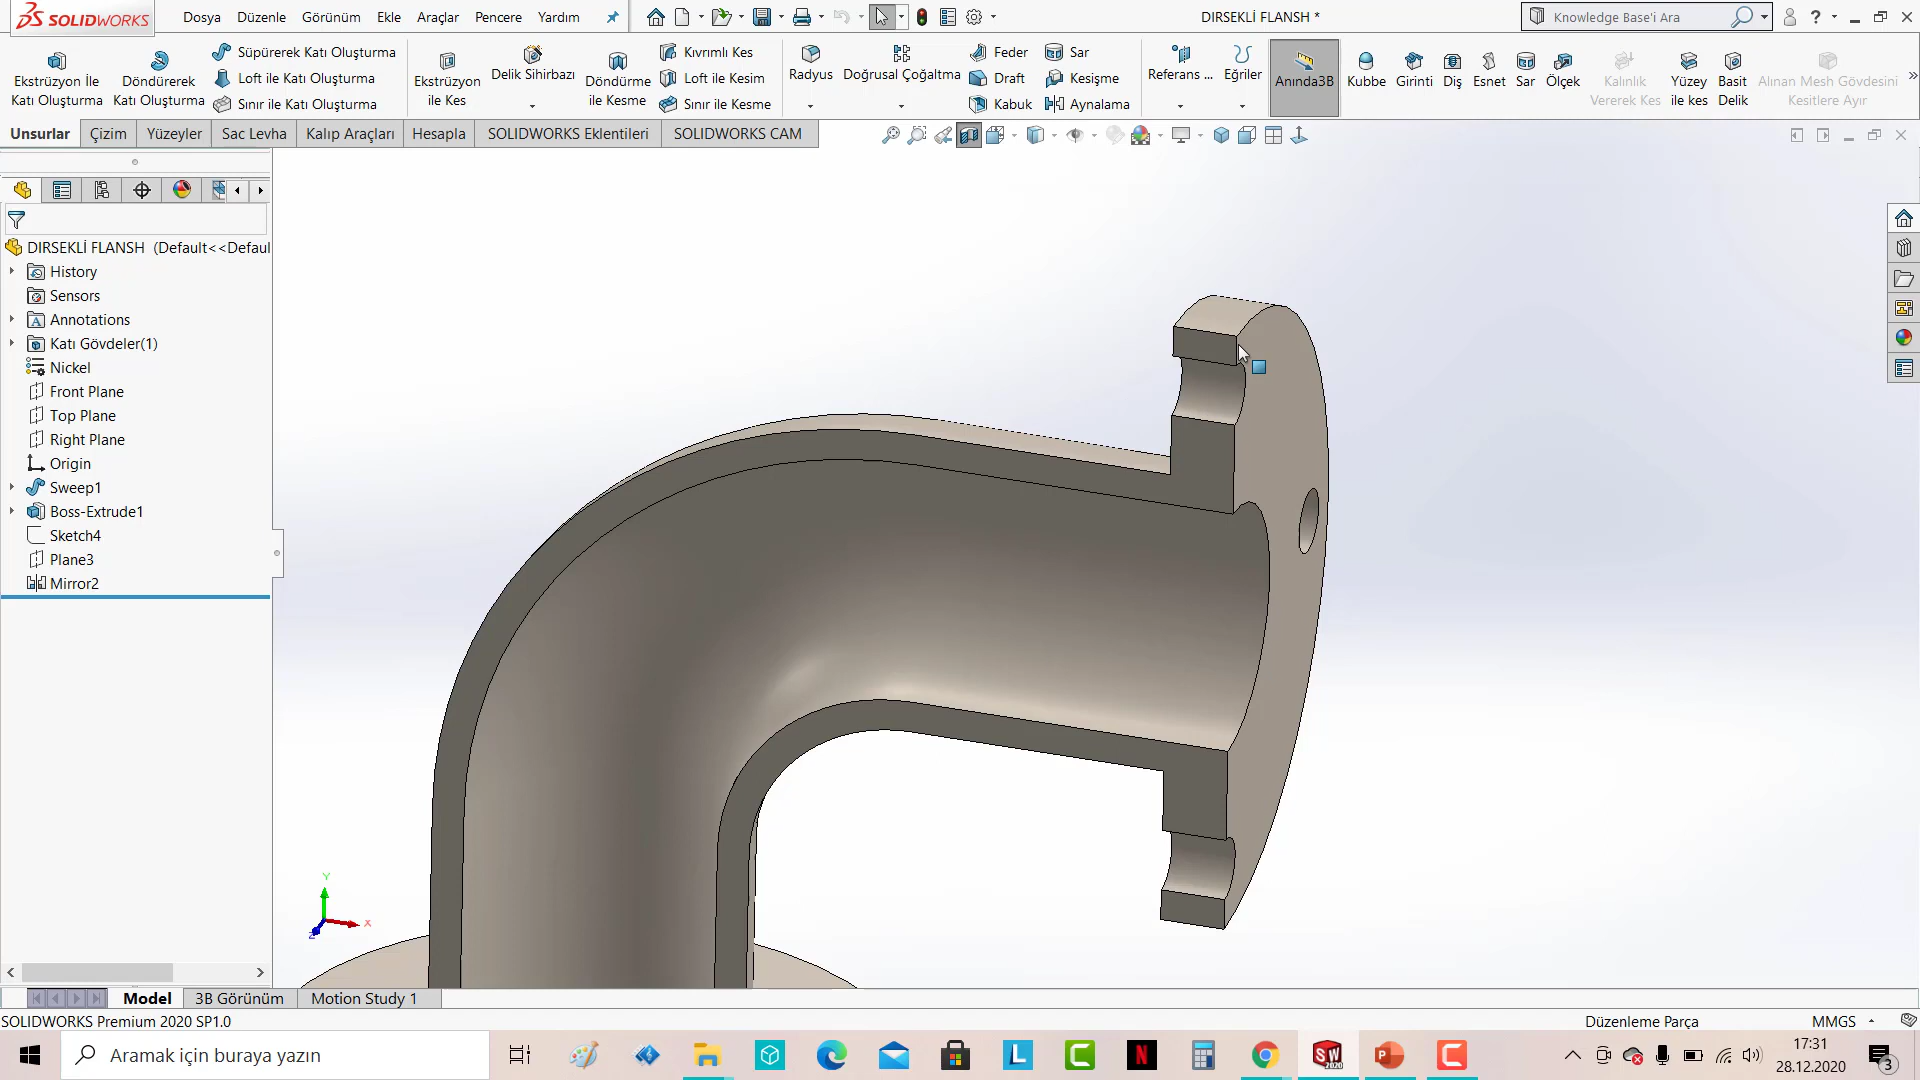 SOLIDWORKS
Dosya Düzenle Görünüm Ekle Araçlar Pencere Yardım
DIRSEKLİ FLANSH *
Knowledge Base'i Ara
Ekstrüzyon İle
Katı Oluşturma
Döndürerek
Katı Oluşturma
Süpürerek Katı Oluşturma
Loft ile Katı Oluşturma
Sınır ile Katı Oluşturma
Ekstrüzyon
ile Kes
Delik Sihirbazı
Döndürme
ile Kesme
Kıvrımlı Kes
Loft ile Kesim
Sınır ile Kesme
Radyus
Doğrusal Çoğaltma
Feder
Draft
Kabuk
Sar
Kesişme
Aynalama
Referans ...
Eğriler
Anında3B
Kubbe
Girinti
Diş
Esnet
Sar
Ölçek
Kalınlık
Vererek Kes
Yüzey
ile kes
Basit
Delik
Alınan Mesh Gövdesini
Kesitlere Ayır
Unsurlar Çizim Yüzeyler Sac Levha Kalıp Araçları Hesapla SOLIDWORKS Eklentileri SOLIDWORKS CAM
DIRSEKLİ FLANSH (Default<<Defaul
History
Sensors
Annotations
Katı Gövdeler(1)
Nickel
Front Plane
Top Plane
Right Plane
Origin
Sweep1
Boss-Extrude1
Sketch4
Plane3
Mirror2
Y
X
Z
Model 3B Görünüm Motion Study 1
SOLIDWORKS Premium 2020 SP1.0
Düzenleme Parça
MMGS
Aramak için buraya yazın
17:31
28.12.2020
3